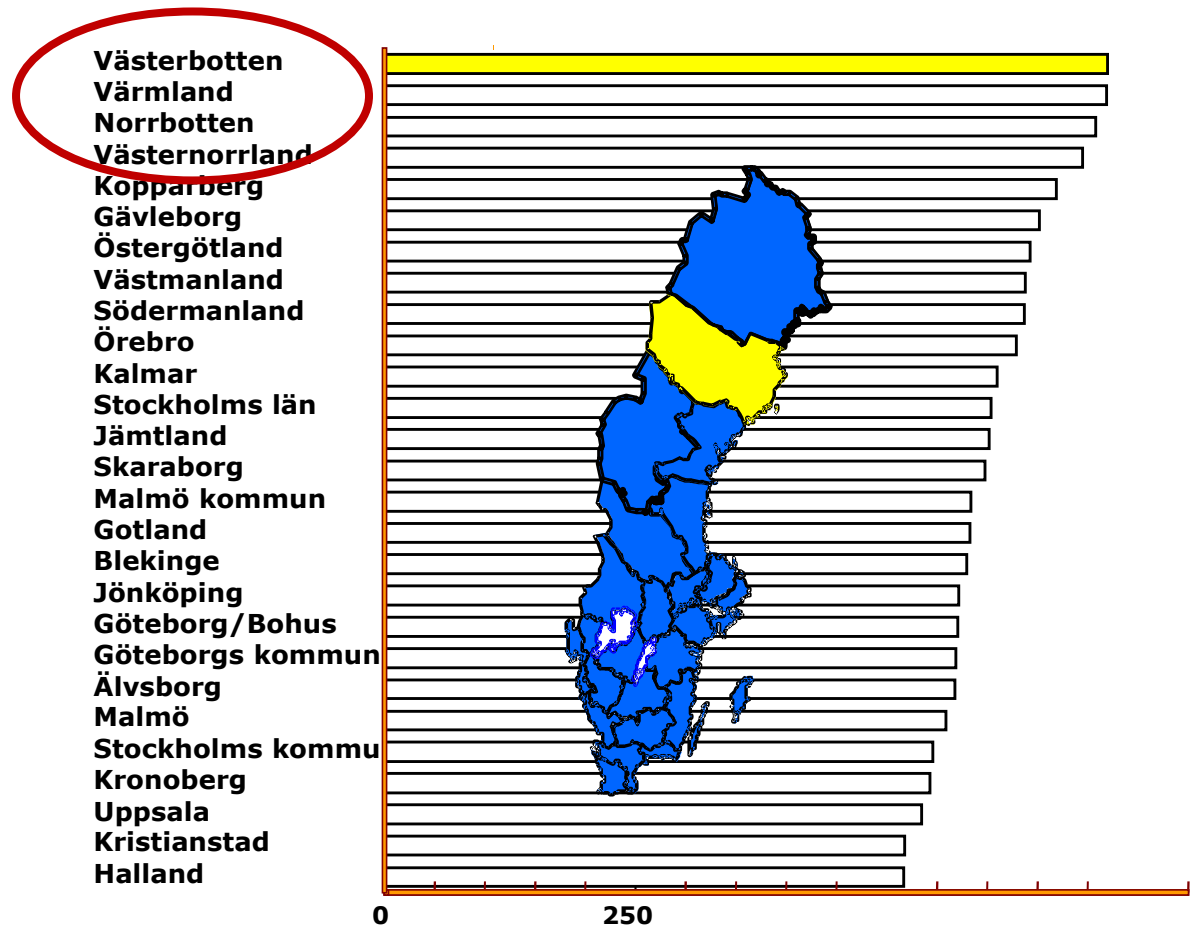 Västerbotten
Värmland
Norrbotten
Västernorrland
Kopparberg
Gävleborg
Östergötland
Västmanland
Södermanland
Örebro
Kalmar
Stockholms län
Jämtland
Skaraborg
Malmö kommun
Gotland
Blekinge
Jönköping
Göteborg/Bohus
Göteborgs kommun
Älvsborg
Malmö
Stockholms kommu
Kronoberg
Uppsala
Kristianstad
Halland
0 250